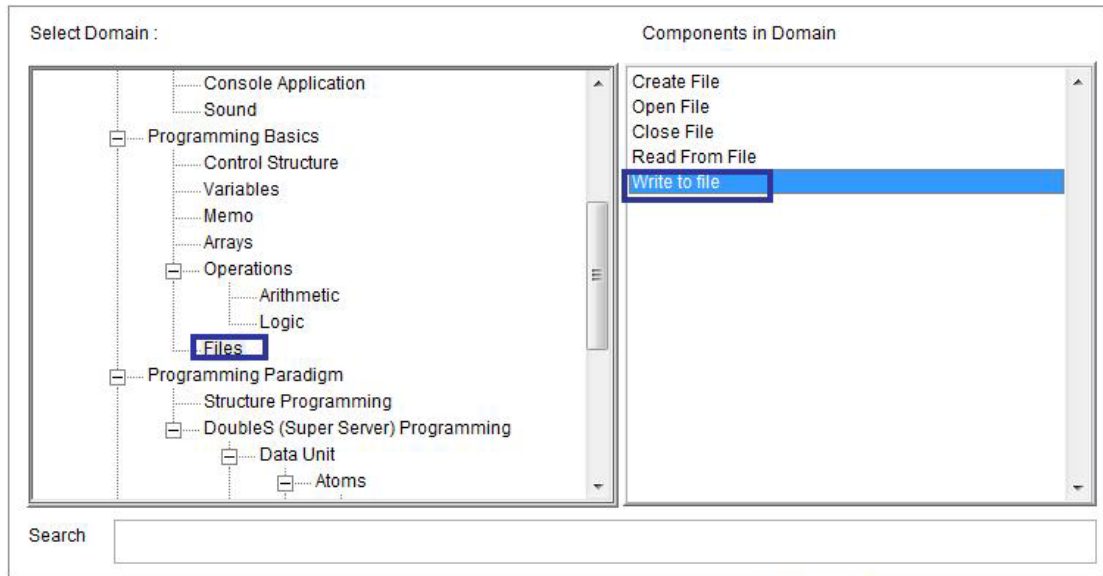 Select Domain :
Components in Domain
Console Application
Sound
Programming Basics
Control Structure
Variables
Memo
Arrays
Operations
Arithmetic
Logic
Files
Programming Paradigm
Structure Programming
DoubleS (Super Server) Programming
Data Unit
Atoms
Create File
Open File
Close File
Read From File
Write to file
Search